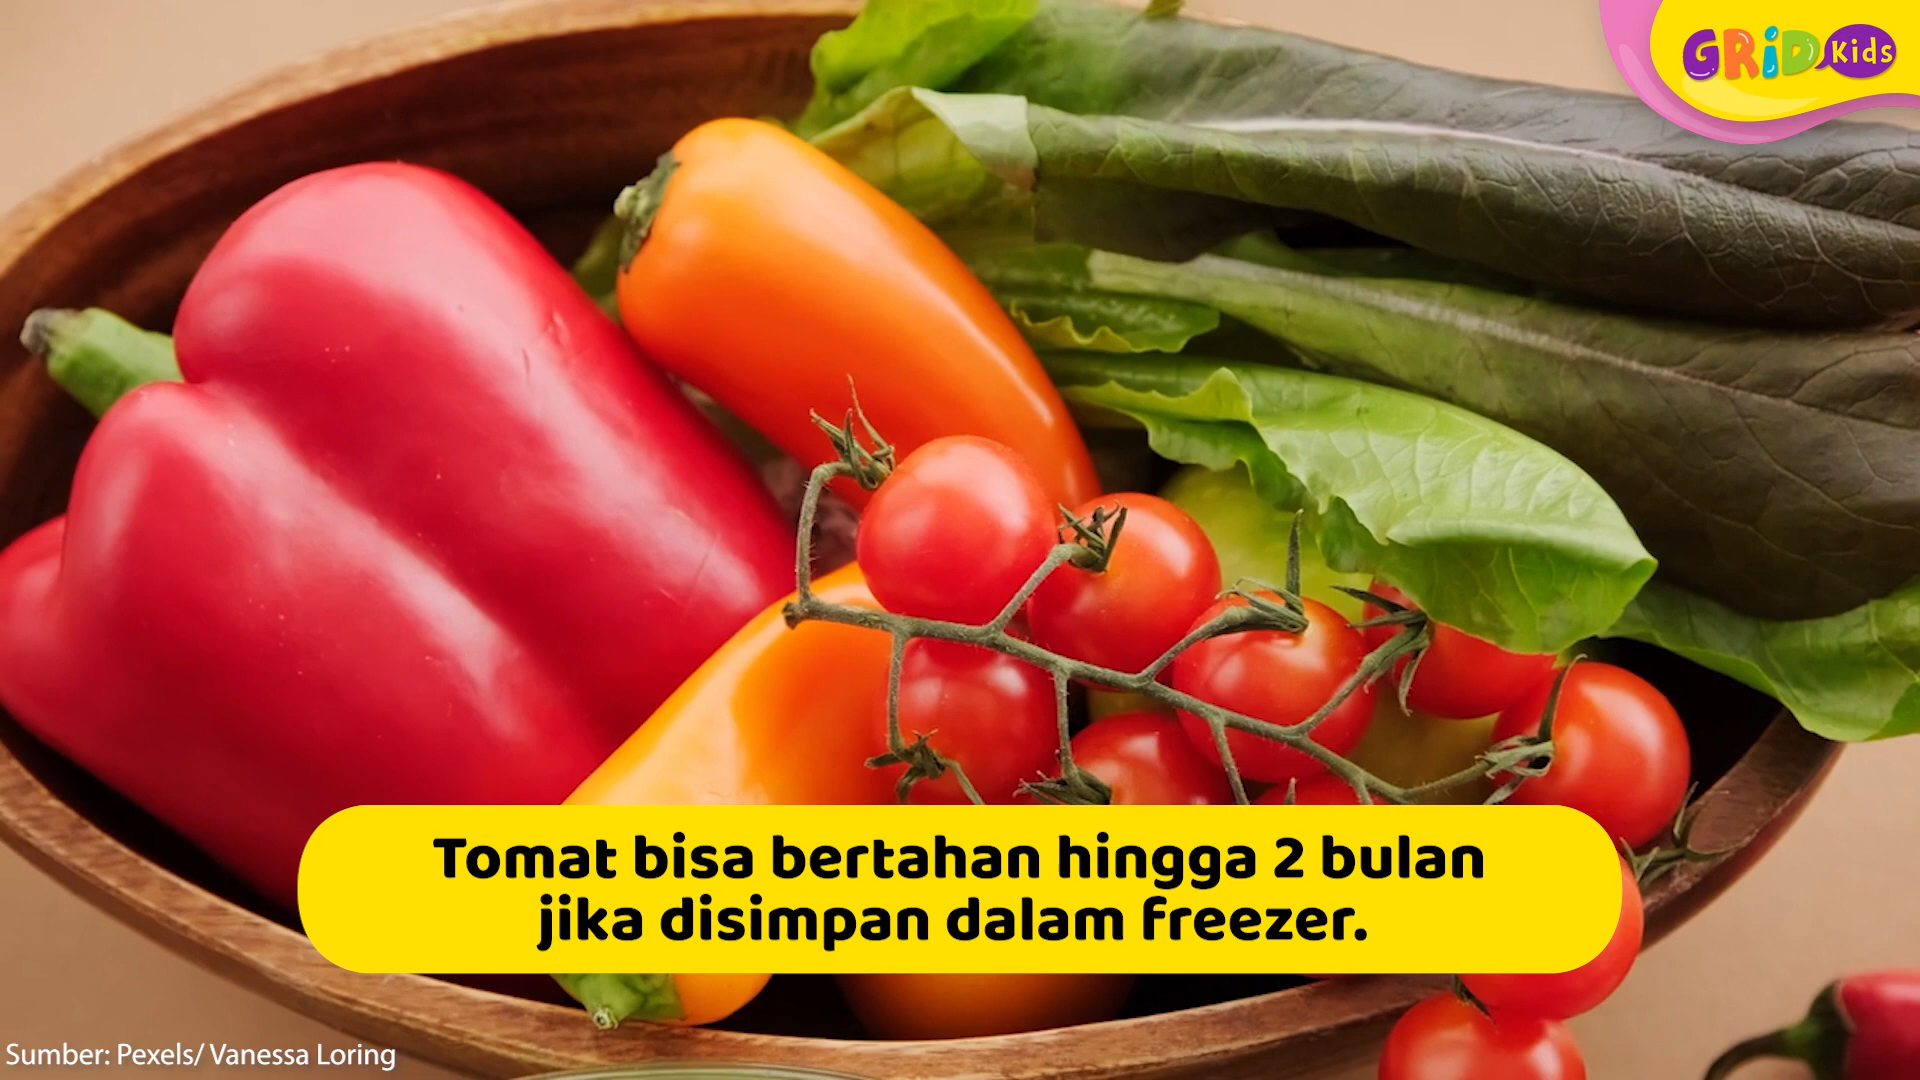 GRID Kids
Tomat bisa bertahan hingga 2 bulan
jika disimpan dalam freezer.
Sumber: Pexels/ Vanessa Loring